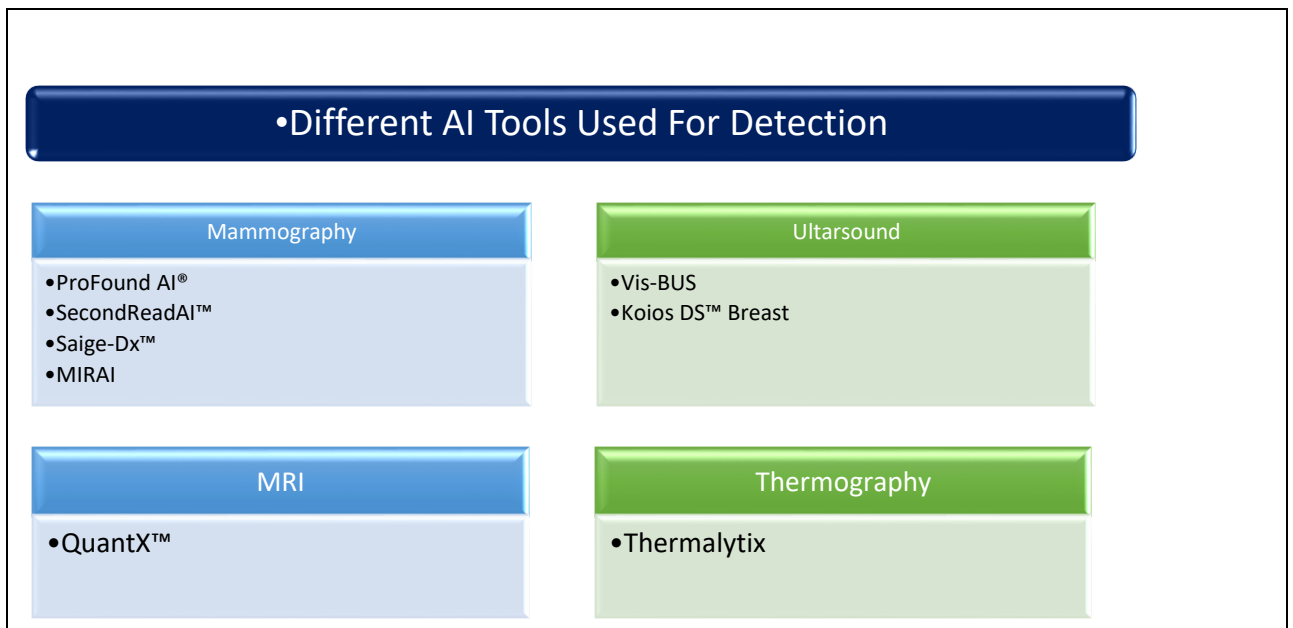 •Different AI Tools Used For Detection
Mammography
•ProFound AI®
•SecondReadAI™
•Saige-Dx™
•MIRAI
Ultarsound
•Vis-BUS
•Koios DS™ Breast
MRI
•QuantX™
Thermography
•Thermalytix